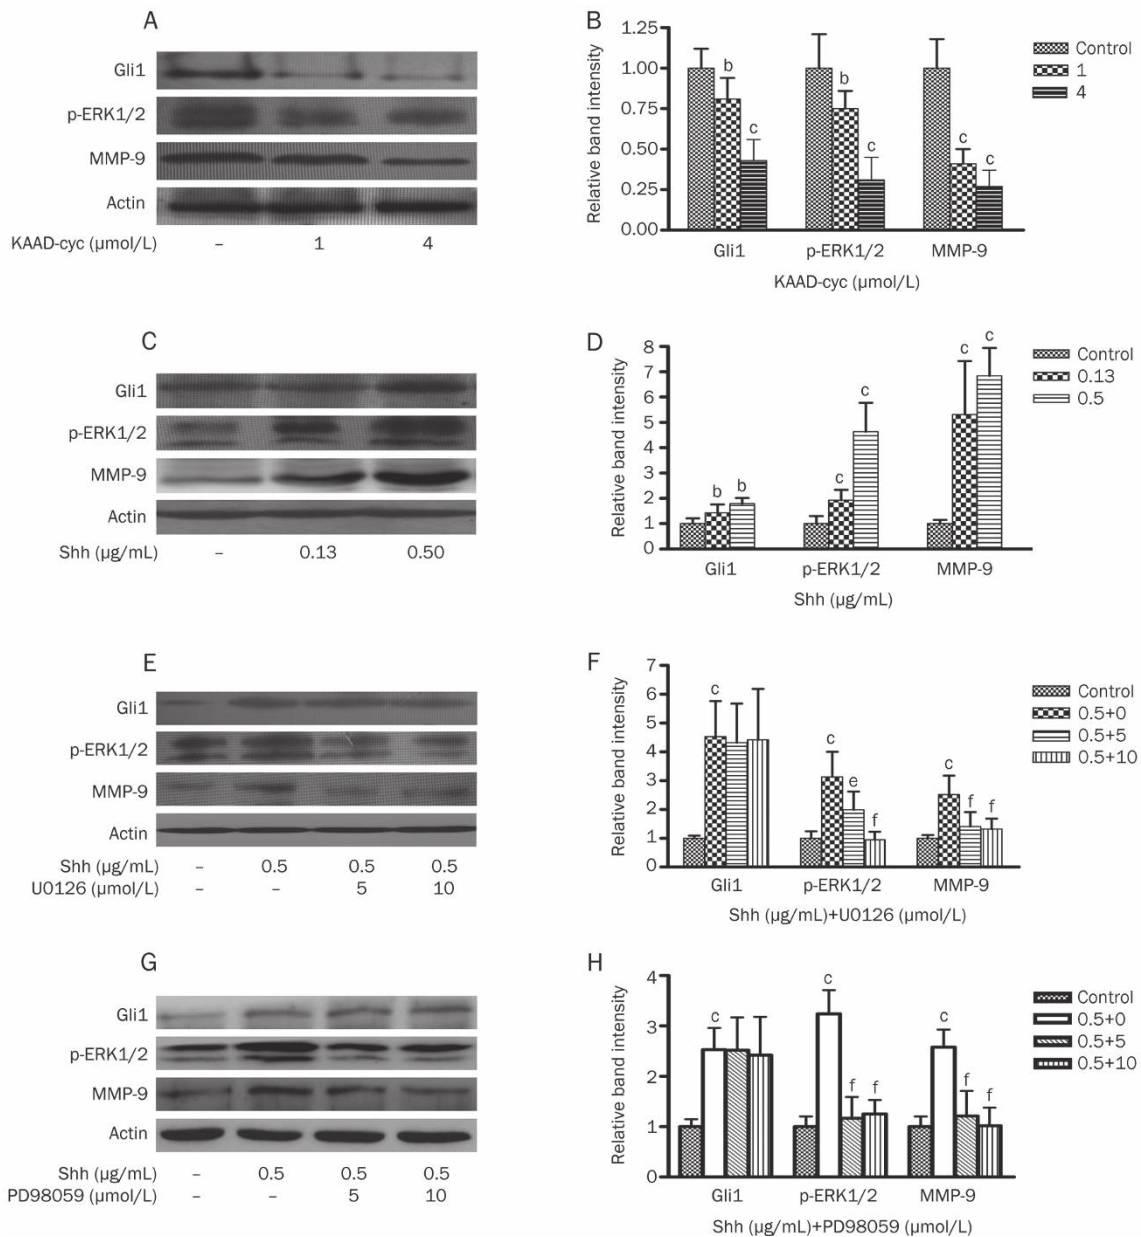 A
Gli1
p-ERK1/2
MMP-9
Actin
KAAD-cyc (μmol/L) – 1 4
B
Relative band intensity
1.25
1.00
0.75
0.50
0.25
0.00
b c b c c c
Control
1
4
Gli1 p-ERK1/2 MMP-9
KAAD-cyc (μmol/L)
C
Gli1
p-ERK1/2
MMP-9
Actin
Shh (μg/mL) – 0.13 0.50
D
Relative band intensity
8
7
6
5
4
3
2
1
0
b b c c c c
Control
0.13
0.5
Gli1 p-ERK1/2 MMP-9
Shh (μg/mL)
E
Gli1
p-ERK1/2
MMP-9
Actin
Shh (μg/mL) – 0.5 0.5 0.5
U0126 (μmol/L) – – 5 10
F
Relative band intensity
7
6
5
4
3
2
1
0
c c e f c f f
Control
0.5+0
0.5+5
0.5+10
Gli1 p-ERK1/2 MMP-9
Shh (μg/mL)+U0126 (μmol/L)
G
Gli1
p-ERK1/2
MMP-9
Actin
Shh (μg/mL) – 0.5 0.5 0.5
PD98059 (μmol/L) – – 5 10
H
Relative band intensity
4
3
2
1
0
c c f f c f f
Control
0.5+0
0.5+5
0.5+10
Gli1 p-ERK1/2 MMP-9
Shh (μg/mL)+PD98059 (μmol/L)